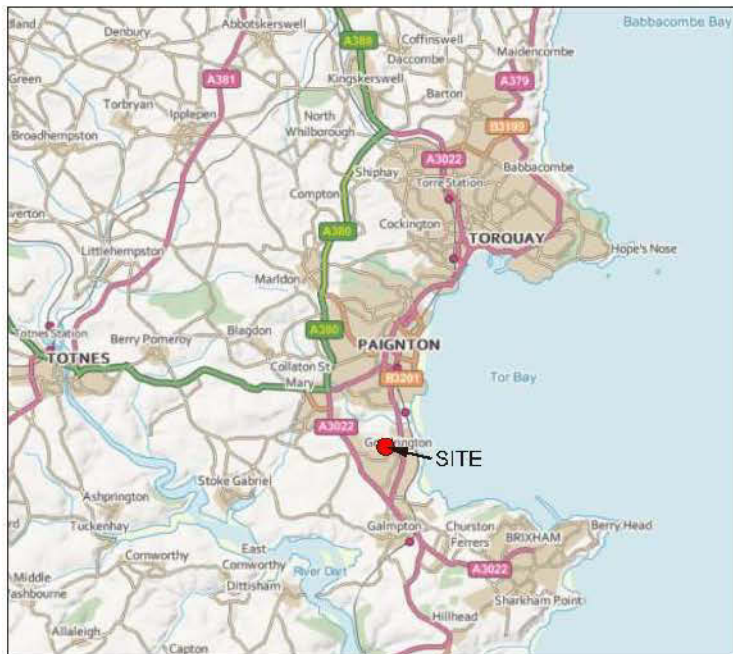 Abbotskerswell
Babbacombe Bay
Denbury
A380
Coffinswell
Daccombe
Maidencombe
Green
A381
Kingskerswell
A379
Torbryan
Ipplepen
Barton
North
Whilborough
B3199
Broadhempston
A3022
Babbacombe
Shiphay
Torre Station
Compton
Cockington
A380
TORQUAY
Hope's Nose
Littlehempston
Marldon
Totnes Station
Berry Pomeroy
Blagdon
A380
PAIGNTON
TOTNES
Collaton St
Mary
B3201
Tor Bay
A3022
SITE
Stoke Gabriel
Ashprington
Tuckenhay
Galmpton
Churston
Ferrers
BRIXHAM
Berry Head
Cornworthy
East
Cornworthy
River Dart
A3022
Middle
Dittisham
Sharkham Point
Hillhead
Allaleigh
Capton